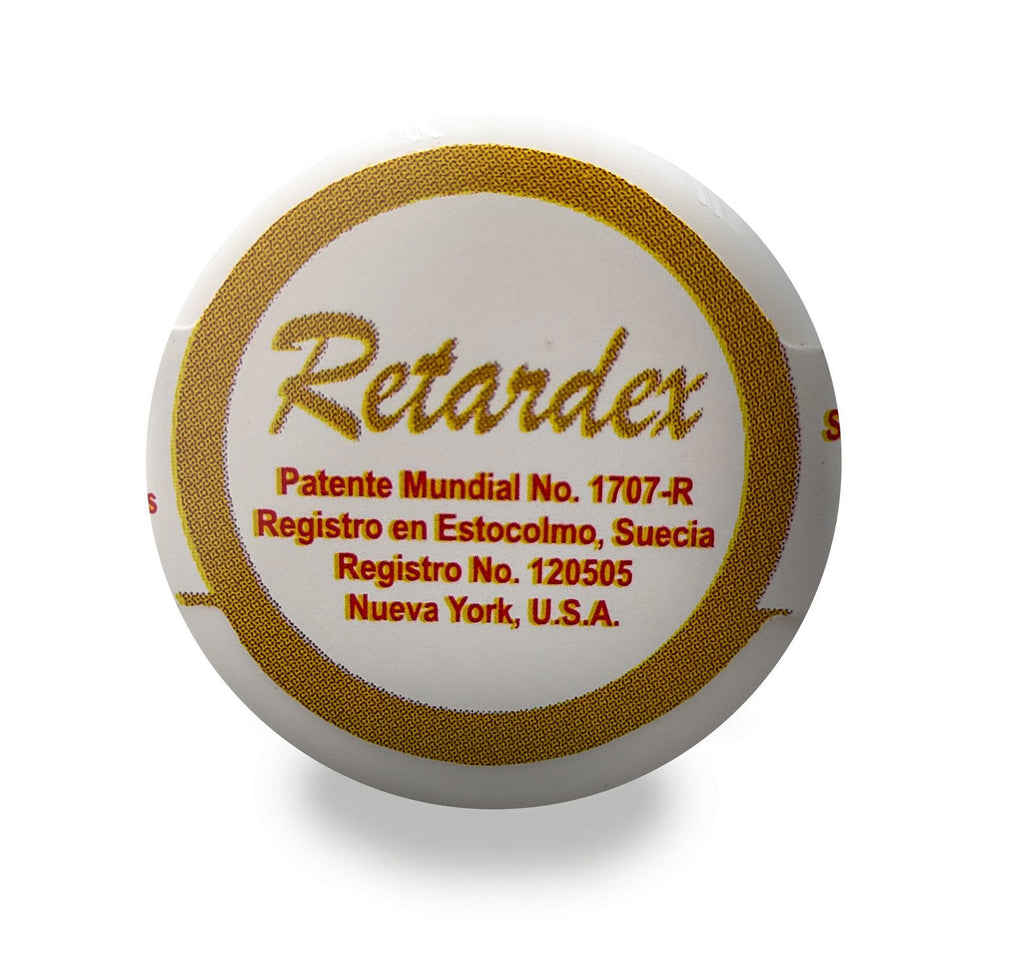 Retardex
Patente Mundial No. 1707-R
Registro en Estocolmo, Suecia
Registro No. 120505
Nueva York, U.S.A.